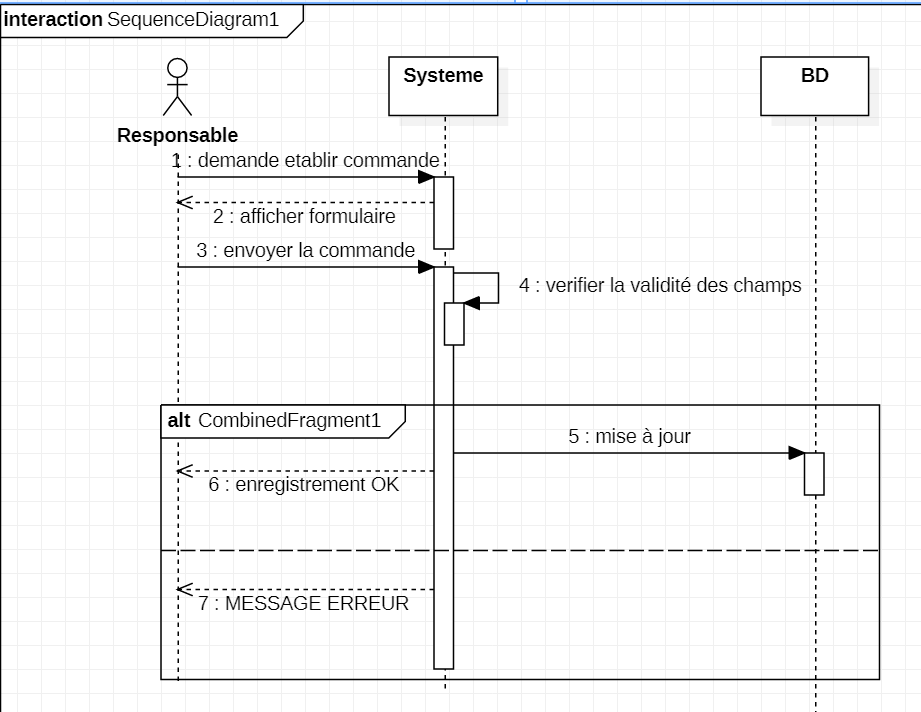 interaction SequenceDiagram1
Systeme
BD
Responsable
1 : demande etablir commande
2 : afficher formulaire
3 : envoyer la commande
4 : verifier la validité des champs
alt CombinedFragment1
5 : mise à jour
6 : enregistrement OK
7 : MESSAGE ERREUR